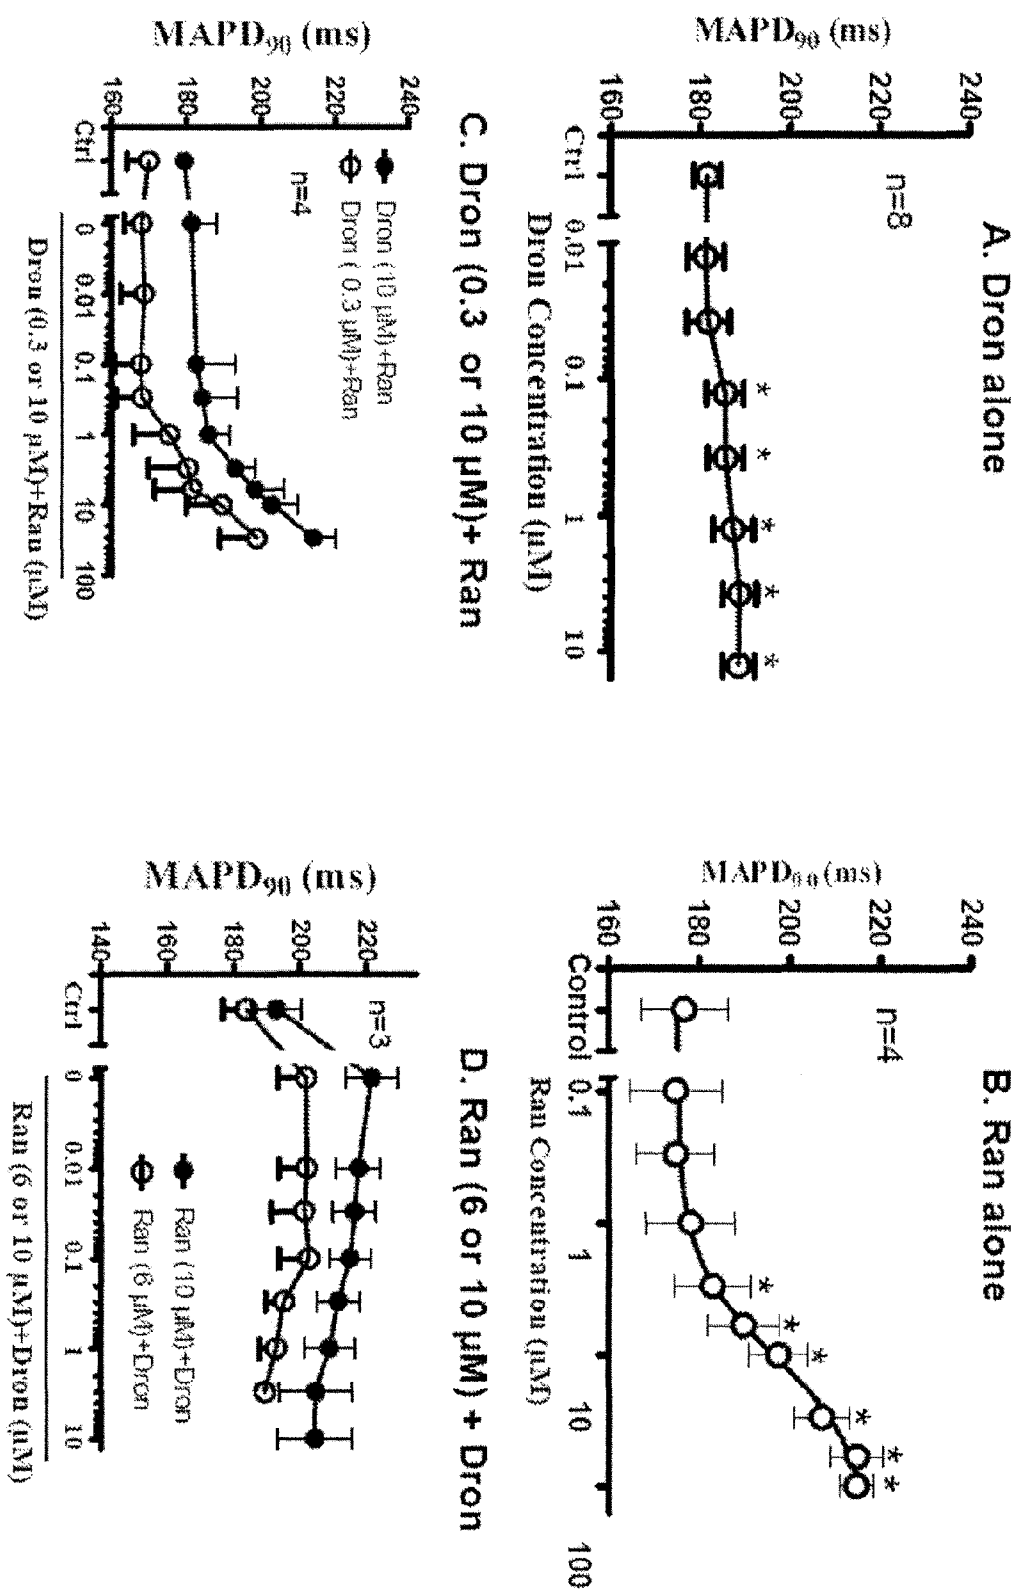 A. Dron alone
n=8
MAPD90 (ms)
240
220
200
180
160
Ctrl 0.01 0.1 1 10
Dron Concentration (µM)
* * * * *
B. Ran alone
n=4
MAPD90 (ms)
240
220
200
180
160
Control 0.1 1 10 100
Ran Concentration (µM)
* * * * * *
C. Dron (0.3 or 10 µM)+ Ran
Dron (10 µM)+Ran
Dron ( 0.3 µM)+Ran
n=4
MAPD90 (ms)
240
220
200
180
160
Ctrl 0 0.01 0.1 1 10 100
Dron (0.3 or 10 µM)+Ran (µM)
D. Ran (6 or 10 µM) + Dron
n=3
MAPD90 (ms)
220
200
180
160
140
Ctrl 0 0.01 0.1 1 10
Ran (10 µM)+Dron
Ran (6 µM)+Dron
Ran (6 or 10 µM)+Dron (µM)